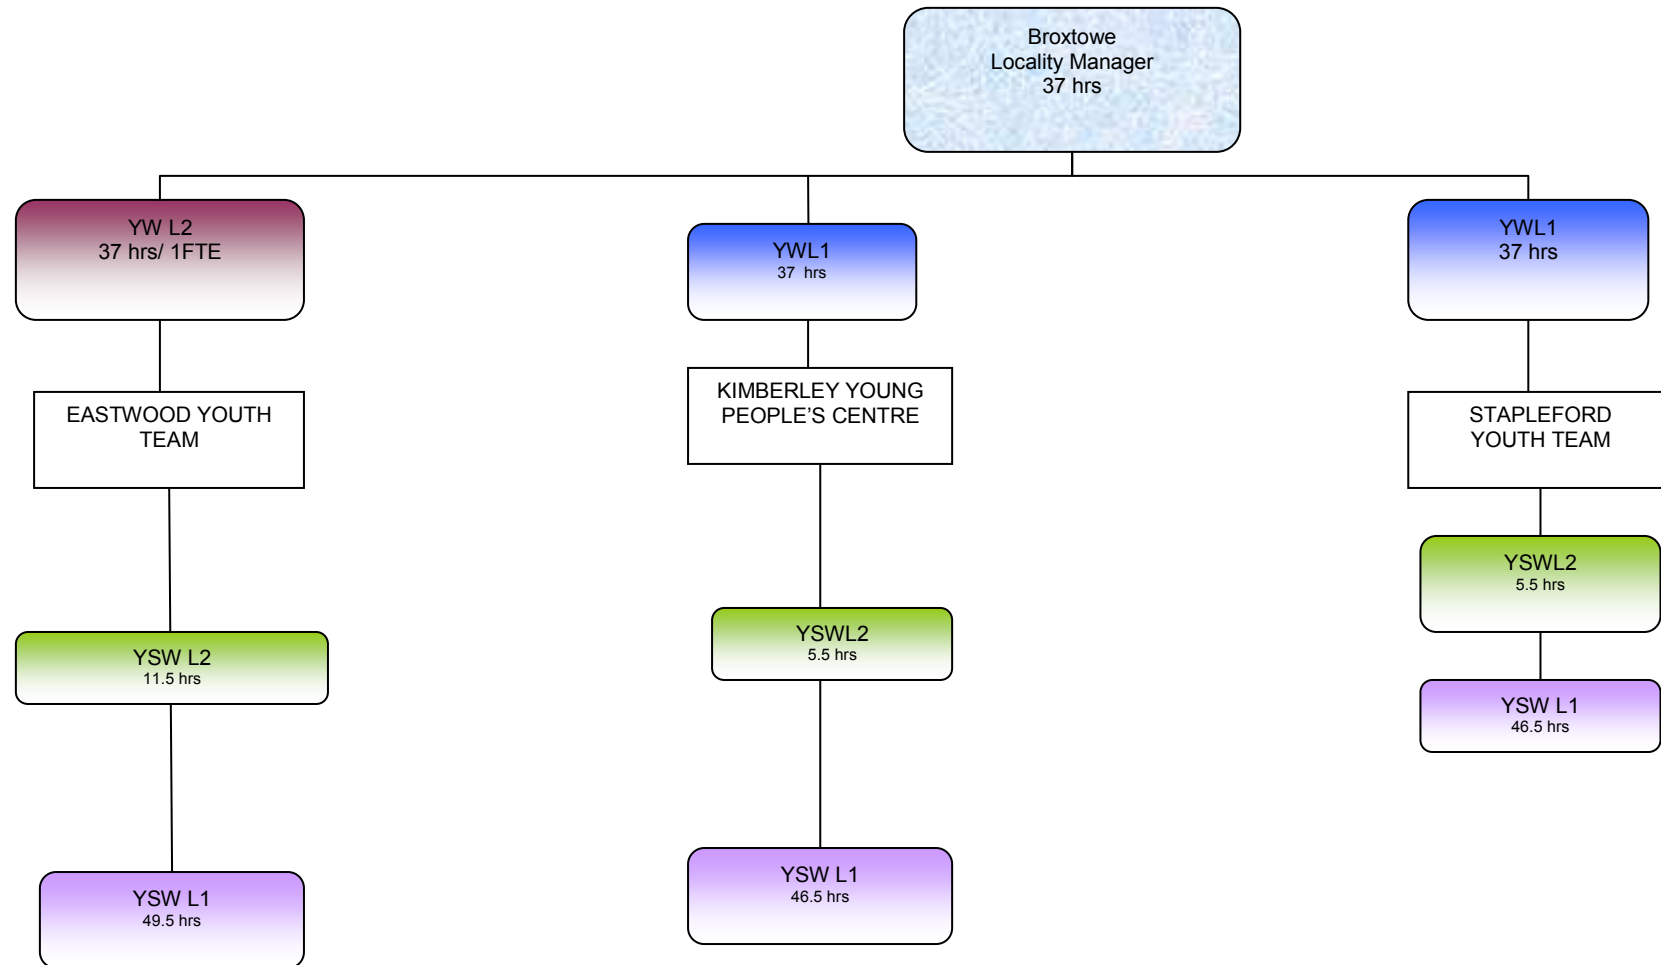 Broxtowe
Locality Manager
37 hrs
YW L2
37 hrs/ 1FTE
YWL1
37 hrs
YWL1
37 hrs
EASTWOOD YOUTH
TEAM
KIMBERLEY YOUNG
PEOPLE’S CENTRE
STAPLEFORD
YOUTH TEAM
YSWL2
5.5 hrs
YSWL2
5.5 hrs
YSW L2
11.5 hrs
YSW L1
46.5 hrs
YSW L1
46.5 hrs
YSW L1
49.5 hrs